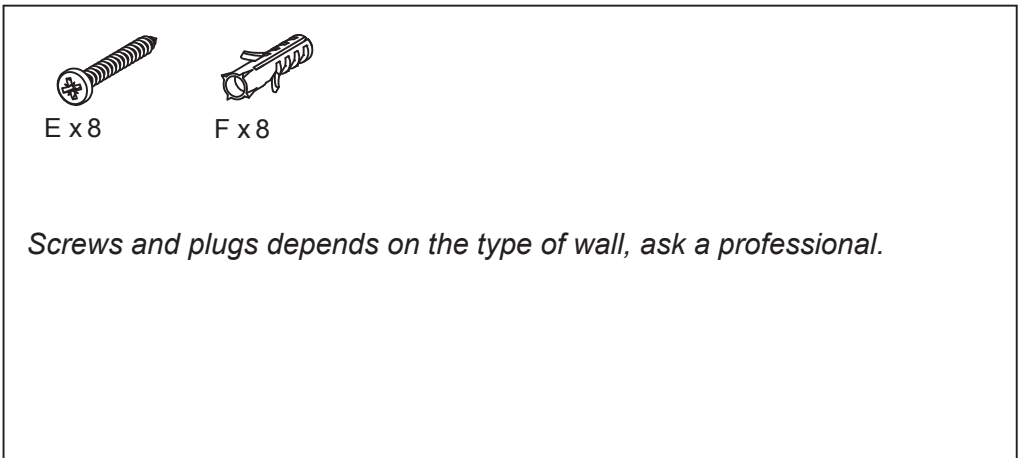 E x 8 F x 8
Screws and plugs depends on the type of wall, ask a professional.